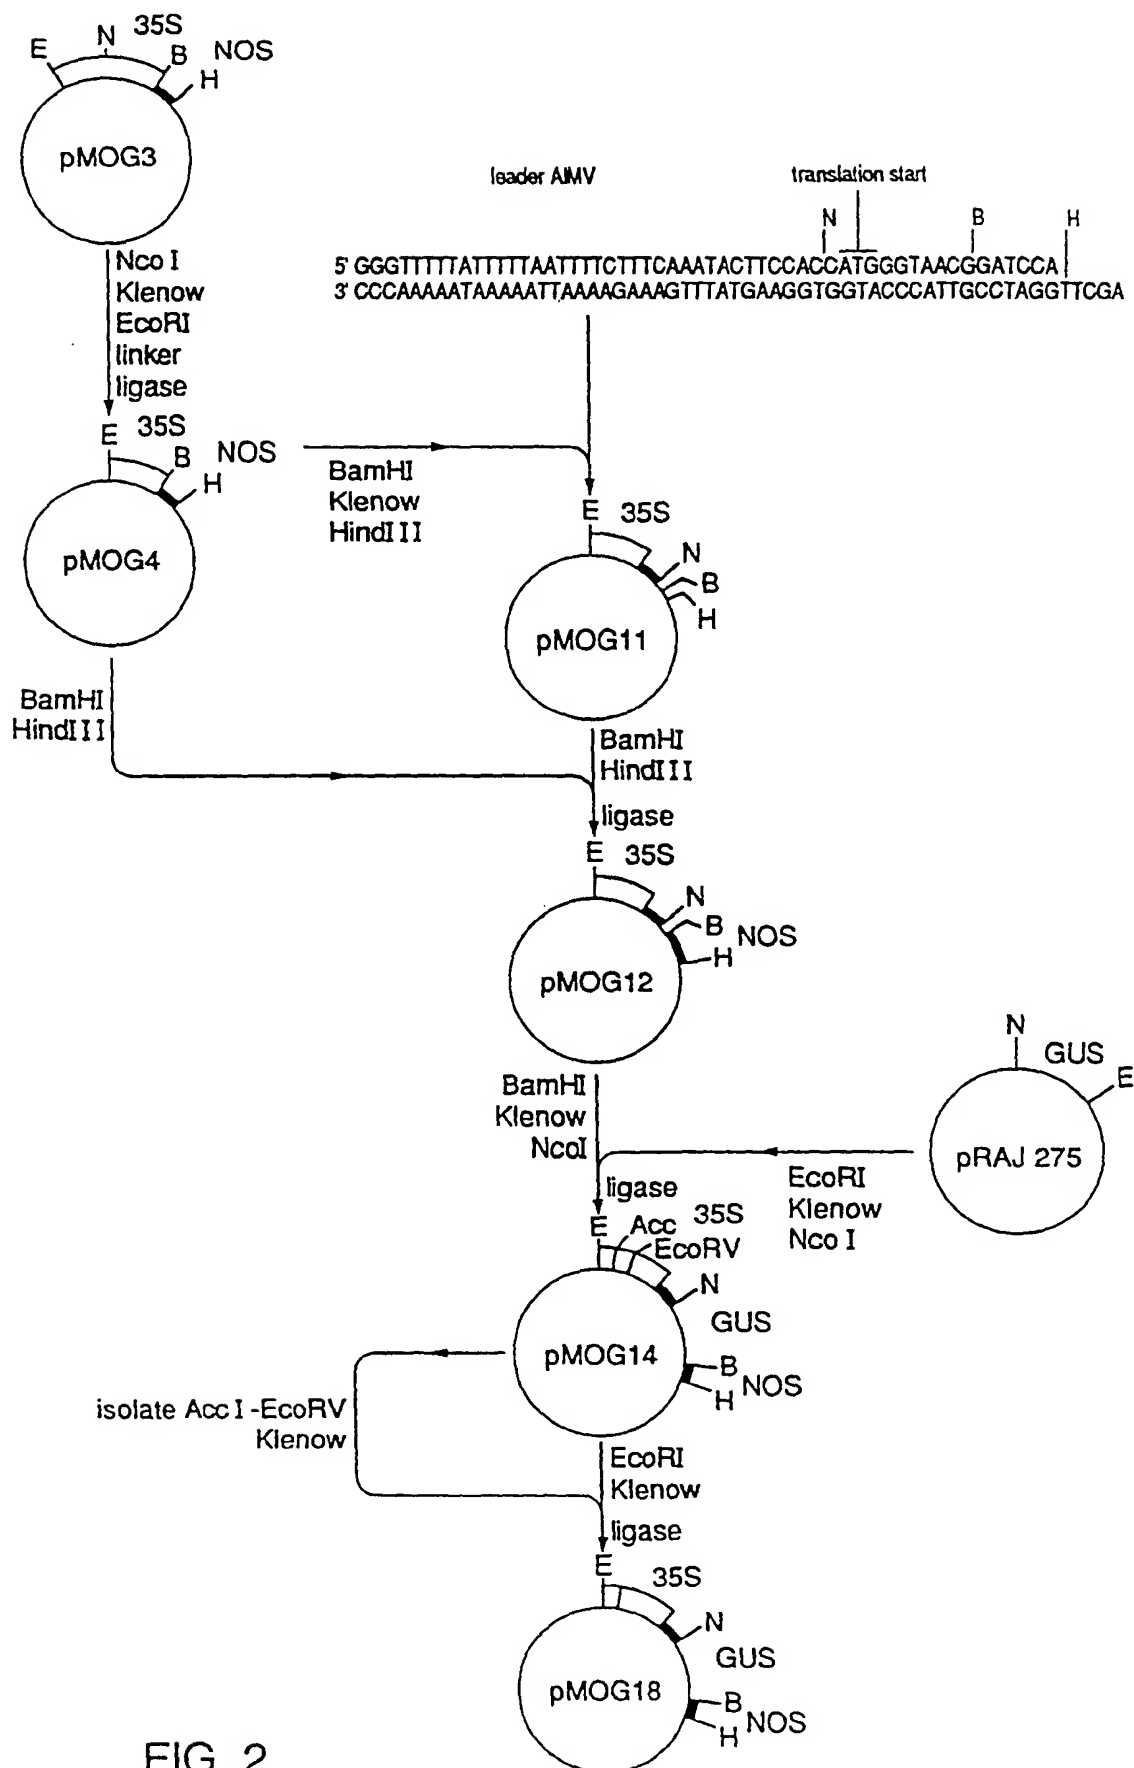 35S
N
E
B
NOS
H
pMOG3
leader AlMV
translation start
N
B
H
5' GGGTTTTTATTTTTAATTTTCTTTCAAATACTTCCACCATGGGTAACGGATCCA
3' CCCAAAAATAAAAATTAAAAGAAAGTTTATGAAGGTGGTACCCATTGCCTAGGTTCGA
Nco I
Klenow
EcoRI
linker
ligase
E
35S
B
NOS
H
pMOG4
BamHI
Klenow
HindIII
E
35S
N
B
H
pMOG11
BamHI
HindIII
BamHI
HindIII
ligase
E
35S
N
B
NOS
H
pMOG12
N
GUS
E
pRAJ 275
BamHI
Klenow
NcoI
EcoRI
Klenow
Nco I
ligase
E
Acc
35S
EcoRV
N
GUS
pMOG14
B
NOS
H
isolate Acc I -EcoRV
Klenow
EcoRI
Klenow
ligase
E
35S
N
GUS
pMOG18
B
NOS
H
FIG. 2